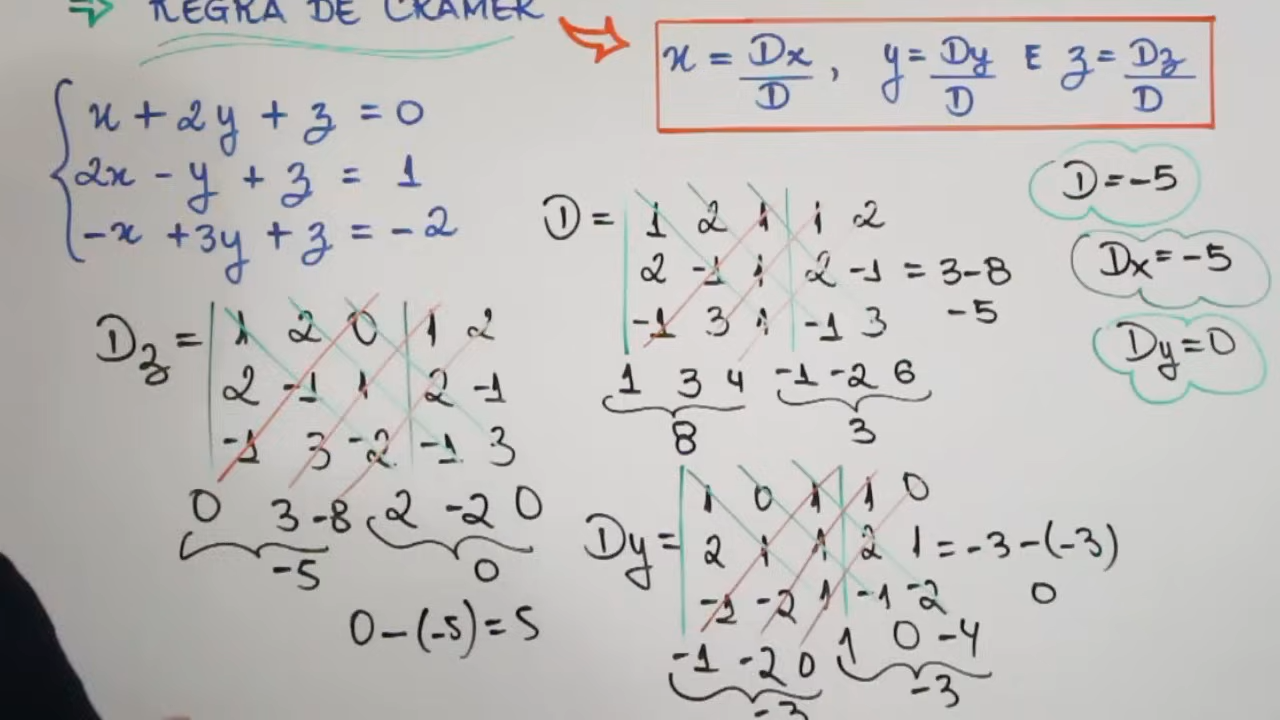 ⇒ REGRA DE CRAMER
x = Dx/D , y = Dy/D E z = Dz/D
x + 2y + z = 0
2x - y + z = 1
-x + 3y + z = -2
D = -5
Dx = -5
Dy = 0
D = | 1 2 1 | 1 2
2 -1 1 | 2 -1 = 3-8
-1 3 1 | -1 3 -5
1 3 4 -1 -2 6
8 3
Dz = | 1 2 0 | 1 2
2 -1 1 | 2 -1
-1 3 -2 | -1 3
0 3 -8 2 -2 0
-5 0
0-(-5) = 5
Dy = | 1 0 1 | 1 0
2 1 1 | 2 1 = -3-(-3)
-1 -2 1 | -1 -2 0
-1 -2 0 1 0 -4
-3 -3